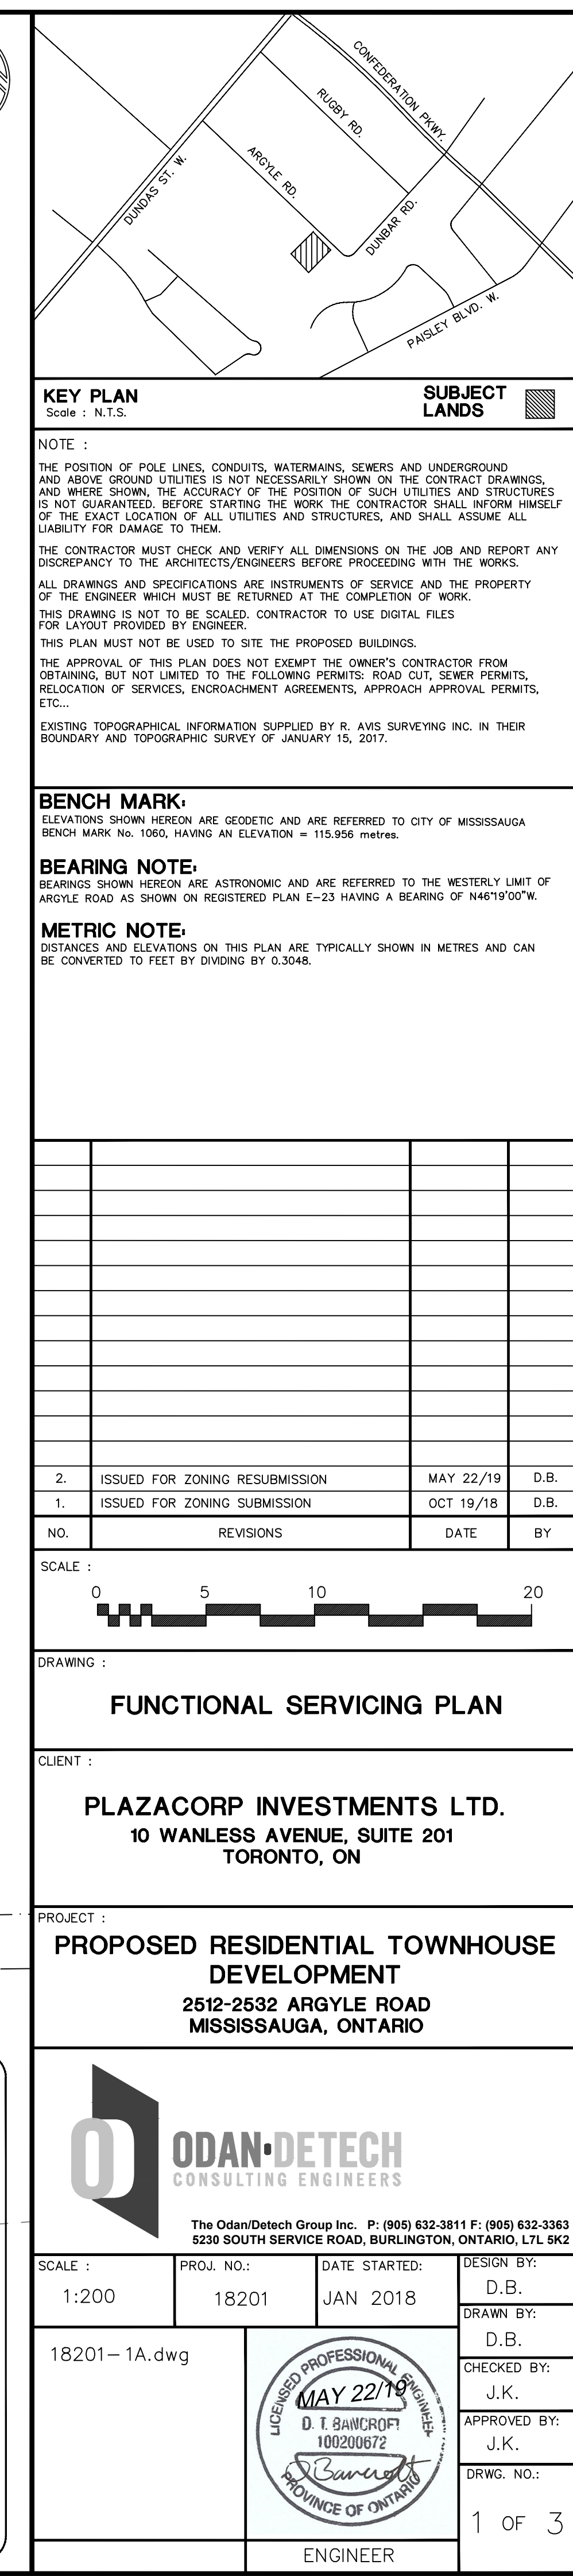 CONFEDERATION PKWY.
RUGBY RD.
ARGYLE RD.
DUNDAS ST. W.
DUNBAR RD.
PAISLEY BLVD. W.
KEY PLAN
Scale : N.T.S.
SUBJECT
LANDS
NOTE :
THE POSITION OF POLE LINES, CONDUITS, WATERMAINS, SEWERS AND UNDERGROUND
AND ABOVE GROUND UTILITIES IS NOT NECESSARILY SHOWN ON THE CONTRACT DRAWINGS,
AND WHERE SHOWN, THE ACCURACY OF THE POSITION OF SUCH UTILITIES AND STRUCTURES
IS NOT GUARANTEED. BEFORE STARTING THE WORK THE CONTRACTOR SHALL INFORM HIMSELF
OF THE EXACT LOCATION OF ALL UTILITIES AND STRUCTURES, AND SHALL ASSUME ALL
LIABILITY FOR DAMAGE TO THEM.
THE CONTRACTOR MUST CHECK AND VERIFY ALL DIMENSIONS ON THE JOB AND REPORT ANY
DISCREPANCY TO THE ARCHITECTS/ENGINEERS BEFORE PROCEEDING WITH THE WORKS.
ALL DRAWINGS AND SPECIFICATIONS ARE INSTRUMENTS OF SERVICE AND THE PROPERTY
OF THE ENGINEER WHICH MUST BE RETURNED AT THE COMPLETION OF WORK.
THIS DRAWING IS NOT TO BE SCALED. CONTRACTOR TO USE DIGITAL FILES
FOR LAYOUT PROVIDED BY ENGINEER.
THIS PLAN MUST NOT BE USED TO SITE THE PROPOSED BUILDINGS.
THE APPROVAL OF THIS PLAN DOES NOT EXEMPT THE OWNER'S CONTRACTOR FROM
OBTAINING, BUT NOT LIMITED TO THE FOLLOWING PERMITS: ROAD CUT, SEWER PERMITS,
RELOCATION OF SERVICES, ENCROACHMENT AGREEMENTS, APPROACH APPROVAL PERMITS,
ETC...
EXISTING TOPOGRAPHICAL INFORMATION SUPPLIED BY R. AVIS SURVEYING INC. IN THEIR
BOUNDARY AND TOPOGRAPHIC SURVEY OF JANUARY 15, 2017.
BENCH MARK:
ELEVATIONS SHOWN HEREON ARE GEODETIC AND ARE REFERRED TO CITY OF MISSISSAUGA
BENCH MARK No. 1060, HAVING AN ELEVATION = 115.956 metres.
BEARING NOTE:
BEARINGS SHOWN HEREON ARE ASTRONOMIC AND ARE REFERRED TO THE WESTERLY LIMIT OF
ARGYLE ROAD AS SHOWN ON REGISTERED PLAN E-23 HAVING A BEARING OF N46°19'00"W.
METRIC NOTE:
DISTANCES AND ELEVATIONS ON THIS PLAN ARE TYPICALLY SHOWN IN METRES AND CAN
BE CONVERTED TO FEET BY DIVIDING BY 0.3048.
2. ISSUED FOR ZONING RESUBMISSION MAY 22/19 D.B.
1. ISSUED FOR ZONING SUBMISSION OCT 19/18 D.B.
NO. REVISIONS DATE BY
SCALE :
0 5 10 20
DRAWING :
FUNCTIONAL SERVICING PLAN
CLIENT :
PLAZACORP INVESTMENTS LTD.
10 WANLESS AVENUE, SUITE 201
TORONTO, ON
PROJECT :
PROPOSED RESIDENTIAL TOWNHOUSE
DEVELOPMENT
2512-2532 ARGYLE ROAD
MISSISSAUGA, ONTARIO
ODAN·DETECH
CONSULTING ENGINEERS
The Odan/Detech Group Inc. P: (905) 632-3811 F: (905) 632-3363
5230 SOUTH SERVICE ROAD, BURLINGTON, ONTARIO, L7L 5K2
SCALE :
1:200
PROJ. NO.:
18201
DATE STARTED:
JAN 2018
DESIGN BY:
D.B.
DRAWN BY:
D.B.
CHECKED BY:
J.K.
APPROVED BY:
J.K.
DRWG. NO.:
1 OF 3
18201-1A.dwg
LICENSED PROFESSIONAL ENGINEER
MAY 22/19
D. T. BANCROFT
100200672
D Bancroft
PROVINCE OF ONTARIO
ENGINEER